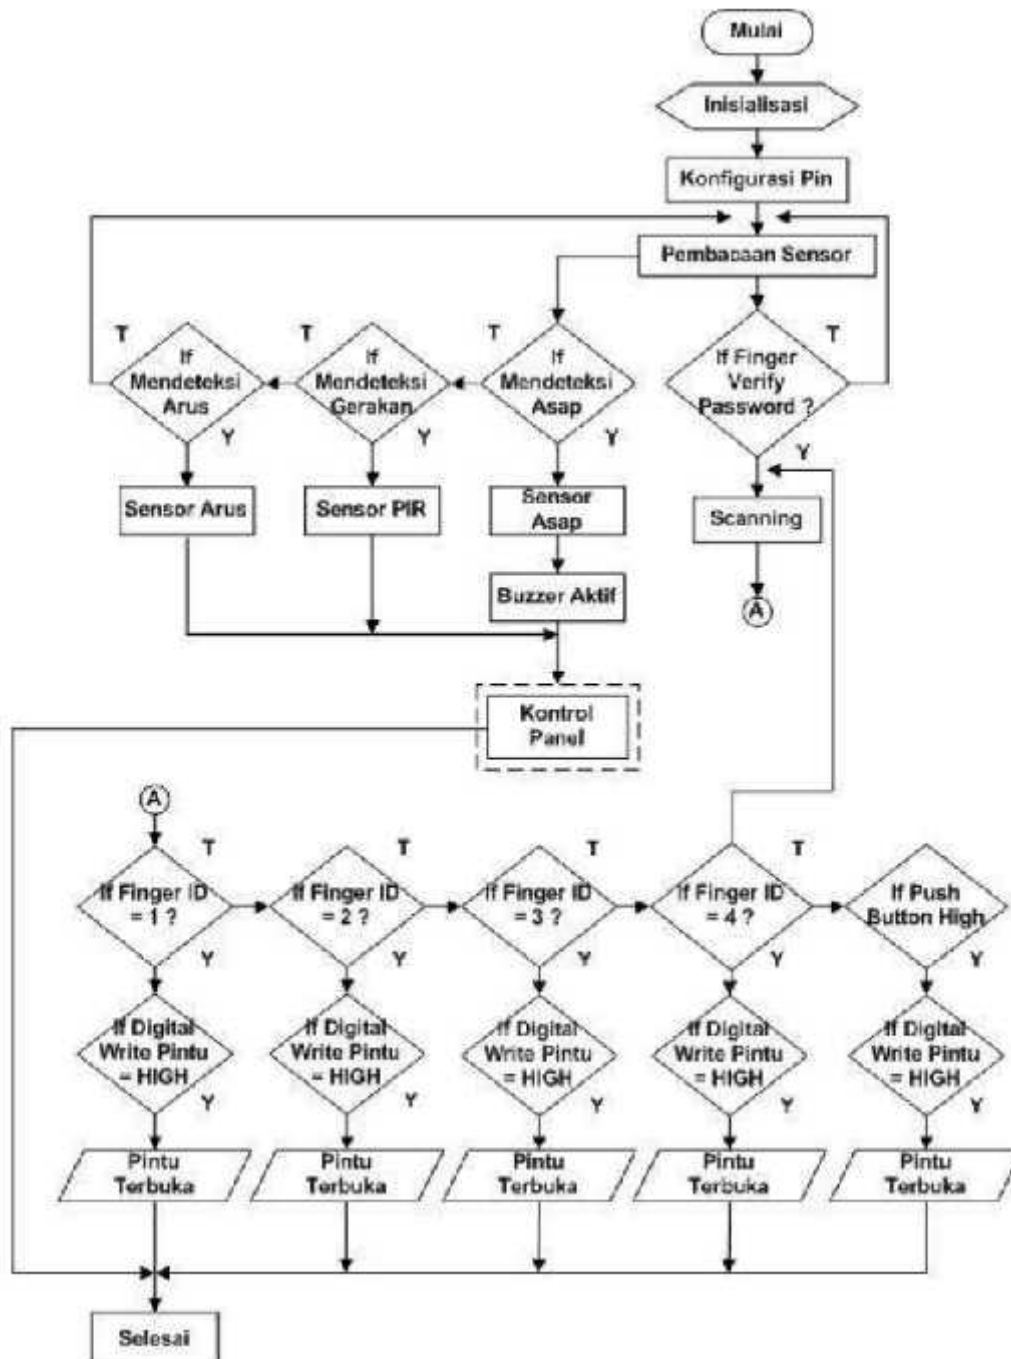 Mulai
Inisialisasi
Konfigurasi Pin
Pembacaan Sensor
T
If
Mendeteksi
Arus
Y
T
If
Mendeteksi
Gerakan
Y
T
If
Mendeteksi
Asap
Y
T
If Finger
Verify
Password ?
Y
Sensor Arus
Sensor PIR
Sensor
Asap
Scanning
Buzzer Aktif
A
Kontrol
Panel
A
T
If Finger ID
= 1 ?
Y
T
If Finger ID
= 2 ?
Y
T
If Finger ID
= 3 ?
Y
T
If Finger ID
= 4 ?
Y
If Push
Button High
Y
If Digital
Write Pintu
= HIGH
Y
If Digital
Write Pintu
= HIGH
Y
If Digital
Write Pintu
= HIGH
Y
If Digital
Write Pintu
= HIGH
Y
If Digital
Write Pintu
= HIGH
Y
Pintu
Terbuka
Pintu
Terbuka
Pintu
Terbuka
Pintu
Terbuka
Pintu
Terbuka
Selesai